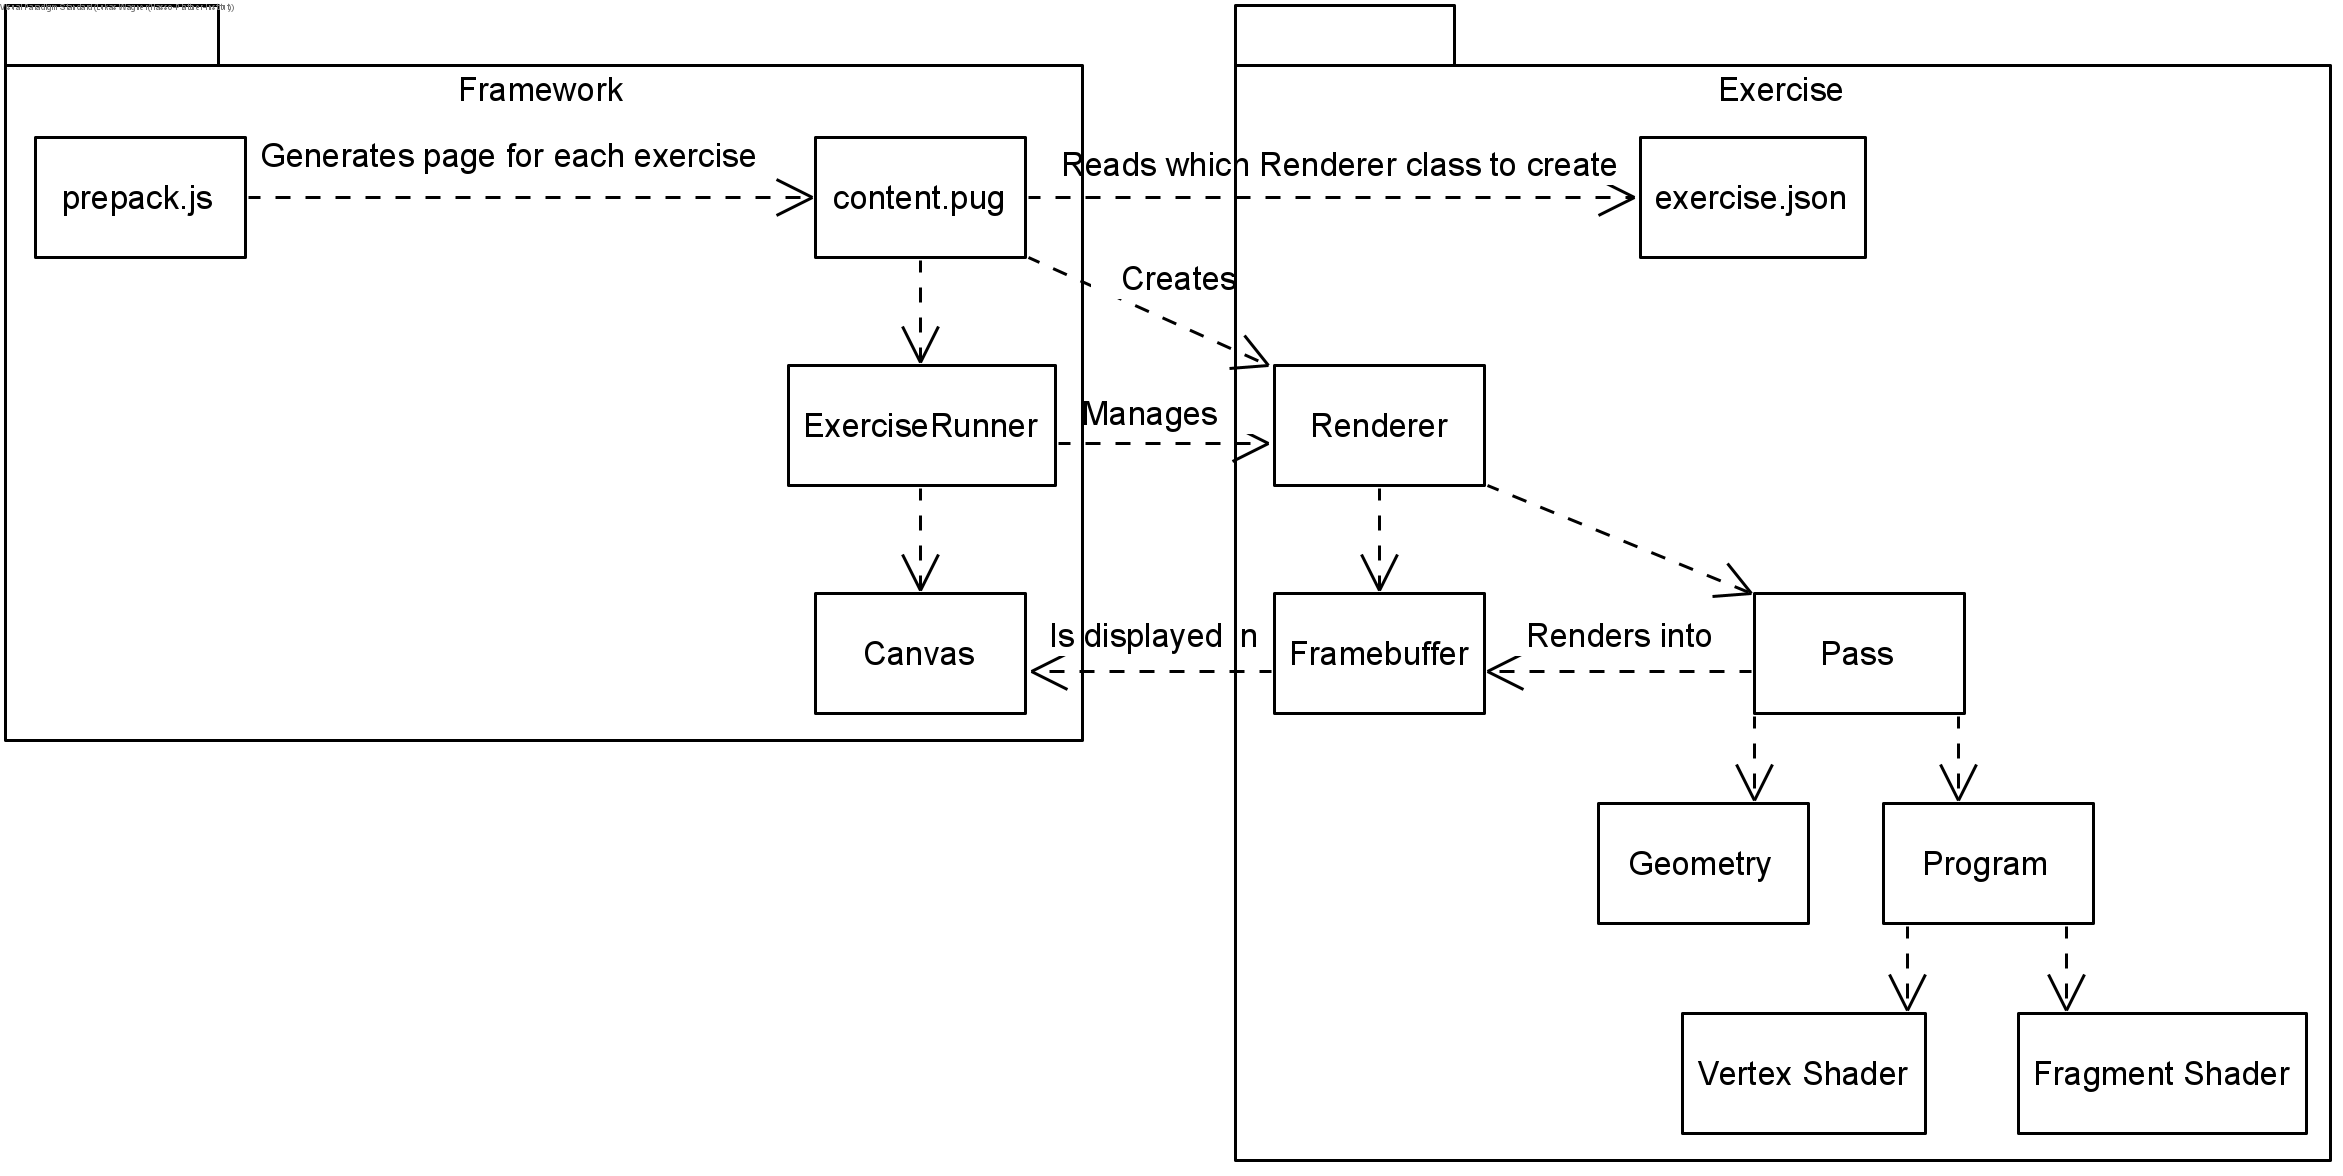 Framework
Exercise
Generates page for each exercise
Reads which Renderer class to create
prepack.js
content.pug
exercise.json
Creates
Manages
ExerciseRunner
Renderer
Is displayed in
Renders into
Canvas
Framebuffer
Pass
Geometry
Program
Vertex Shader
Fragment Shader